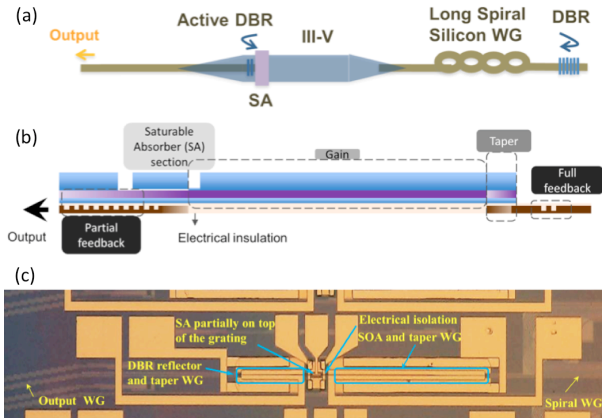 (a)
Active DBR
Output
III-V
Long Spiral
Silicon WG
DBR
SA
(b)
Saturable
Absorber (SA)
section
Gain
Taper
Full
feedback
Output
Partial
feedback
Electrical insulation
(c)
SA partially on top
of the grating
Electrical isolation
SOA and taper WG
DBR reflector
and taper WG
Output WG
Spiral WG